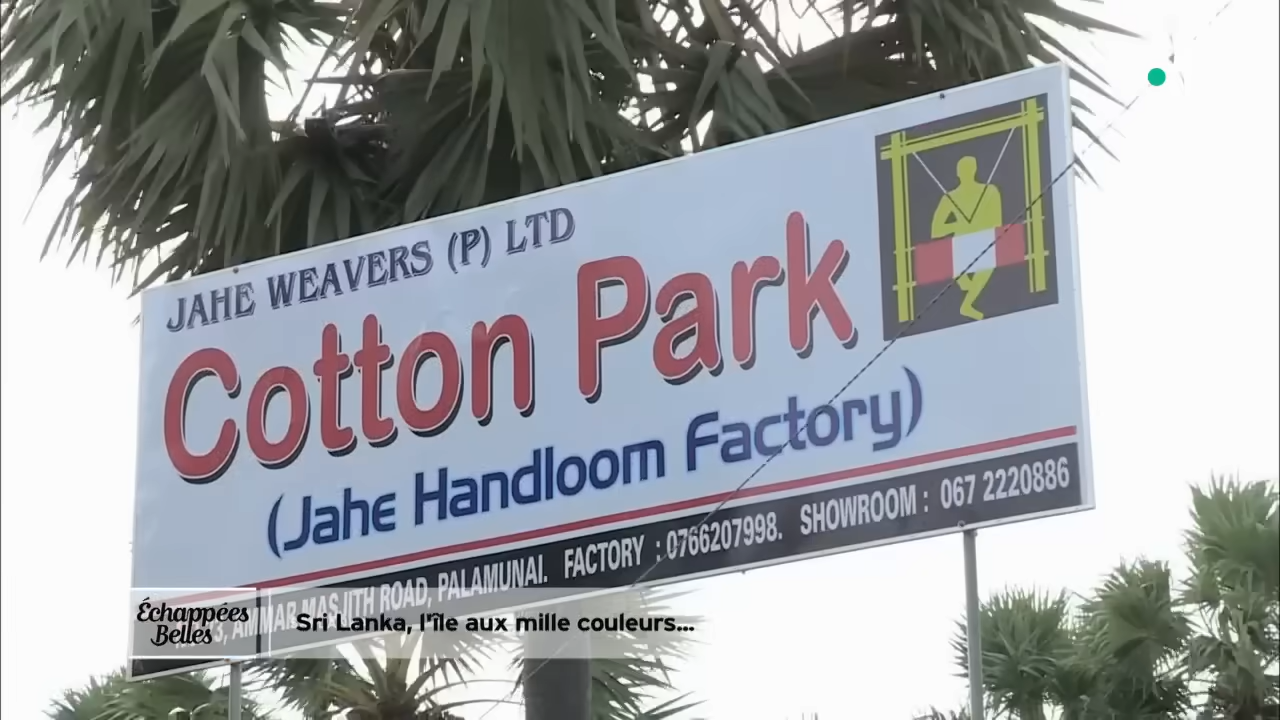 JAHE WEAVERS (P) LTD
Cotton Park
(Jahe Handloom Factory)
AMMAR MASJITH ROAD, PALAMUNAI. FACTORY : 0766207998. SHOWROOM : 067 2220886
Échappées
Belles
Sri Lanka, l'île aux mille couleurs...